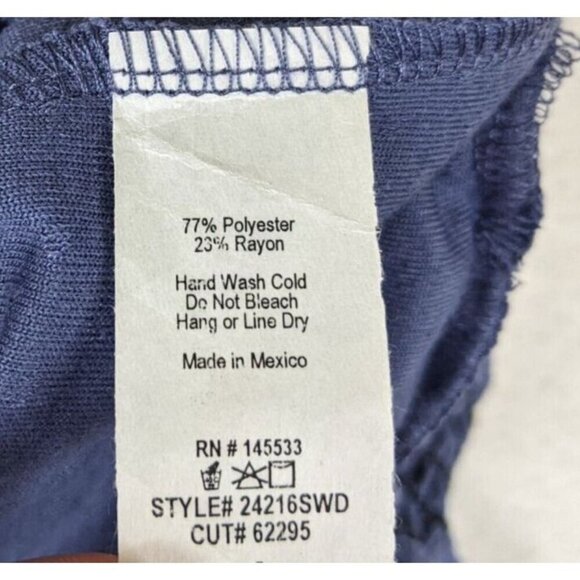 77% Polyester
23% Rayon
Hand Wash Cold
Do Not Bleach
Hang or Line Dry
Made in Mexico
RN # 145533
STYLE# 24216SWD
CUT# 62295